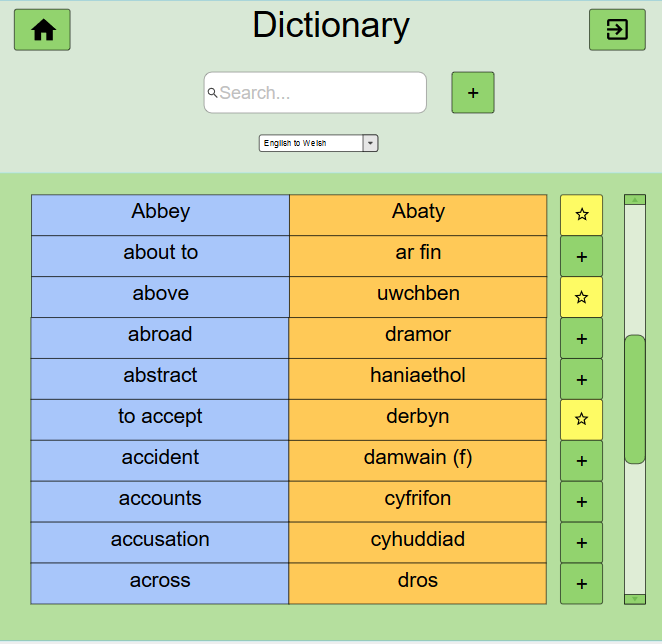 Dictionary
Search...
+
English to Welsh
Abbey Abaty
about to ar fin +
above uwchben
abroad dramor +
abstract haniaethol +
to accept derbyn
accident damwain (f) +
accounts cyfrifon +
accusation cyhuddiad +
across dros +